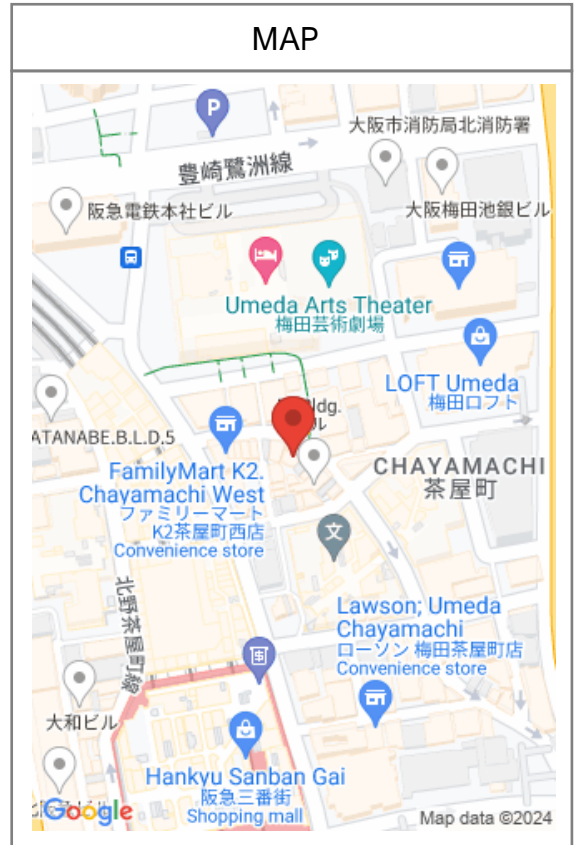 MAP
P
大阪市消防局北消防署
豊崎鷺洲線
阪急電鉄本社ビル
大阪梅田池銀ビル
Umeda Arts Theater
梅田芸術劇場
LOFT Umeda
梅田ロフト
ldg.
ル
ATANABE.B.L.D.5
FamilyMart K2.
Chayamachi West
ファミリーマート
K2茶屋町西店
Convenience store
CHAYAMACHI
茶屋町
文
北野茶屋町線
Lawson; Umeda
Chayamachi
ローソン 梅田茶屋町店
Convenience store
大和ビル
Hankyu Sanban Gai
阪急三番街
Shopping mall
Google
Map data ©2024